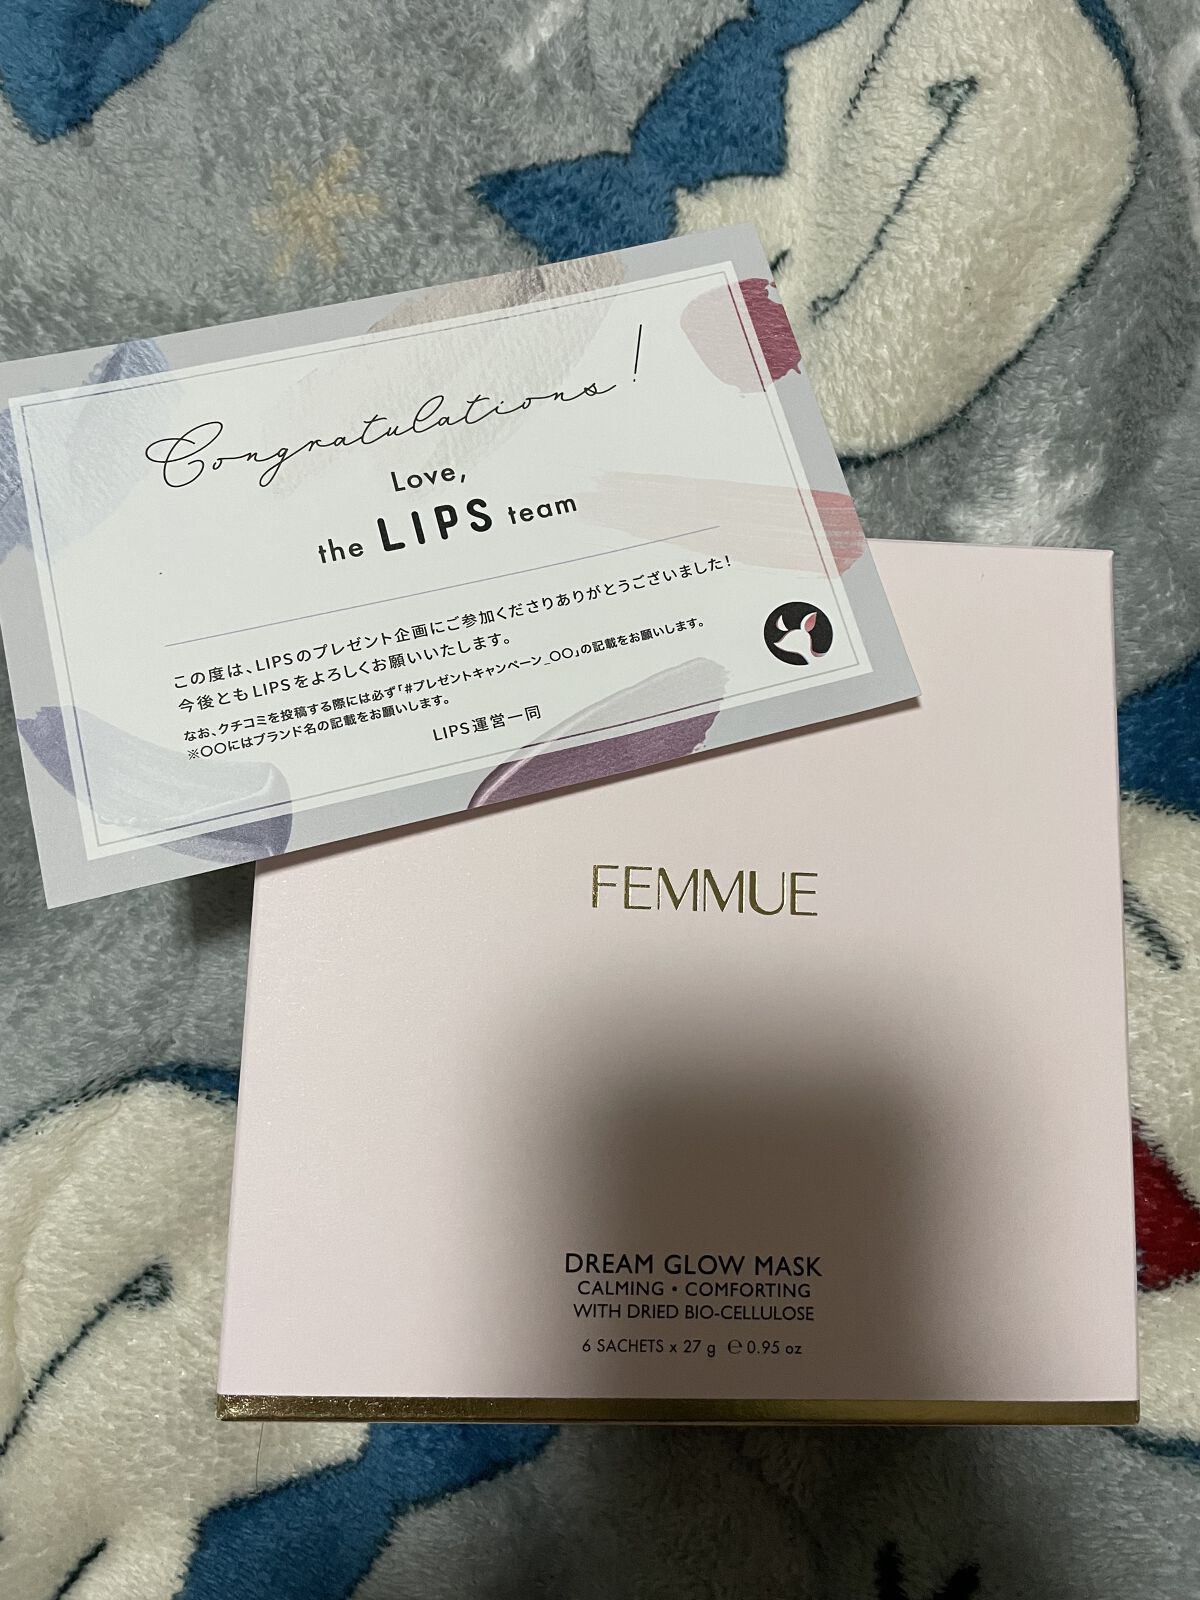 Congratulations!
Love,
the LIPS team
この度は、LIPSのプレゼント企画にご参加くださりありがとうございました!
今後ともLIPSをよろしくお願いいたします。
なお、クチコミを投稿する際には必ず「#プレゼントキャンペーン_〇〇」の記載をお願いします。
※〇〇にはブランド名の記載をお願いします。
LIPS運営一同
FEMMUE
DREAM GLOW MASK
CALMING • COMFORTING
WITH DRIED BIO-CELLULOSE
6 SACHETS x 27 g ℮ 0.95 oz